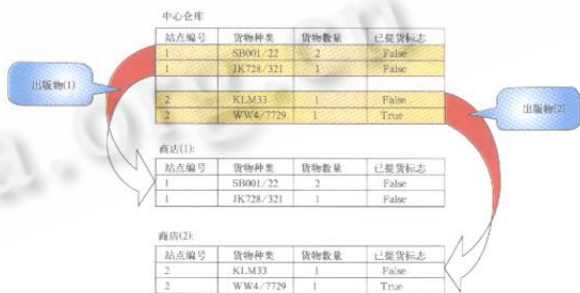 中心仓库
站点编号 货物种类 货物数量 已提货标志
1 SB001/22 2 False
1 JK728/321 1 False
2 KLM33 1 False
2 WW4/7729 1 True
出版物(1)
出版物(2)
商店(1):
站点编号 货物种类 货物数量 已提货标志
1 SB001/22 2 False
1 JK728/321 1 False
商店(2):
站点编号 货物种类 货物数量 已提货标志
2 KLM33 1 False
2 WW4/7729 1 True